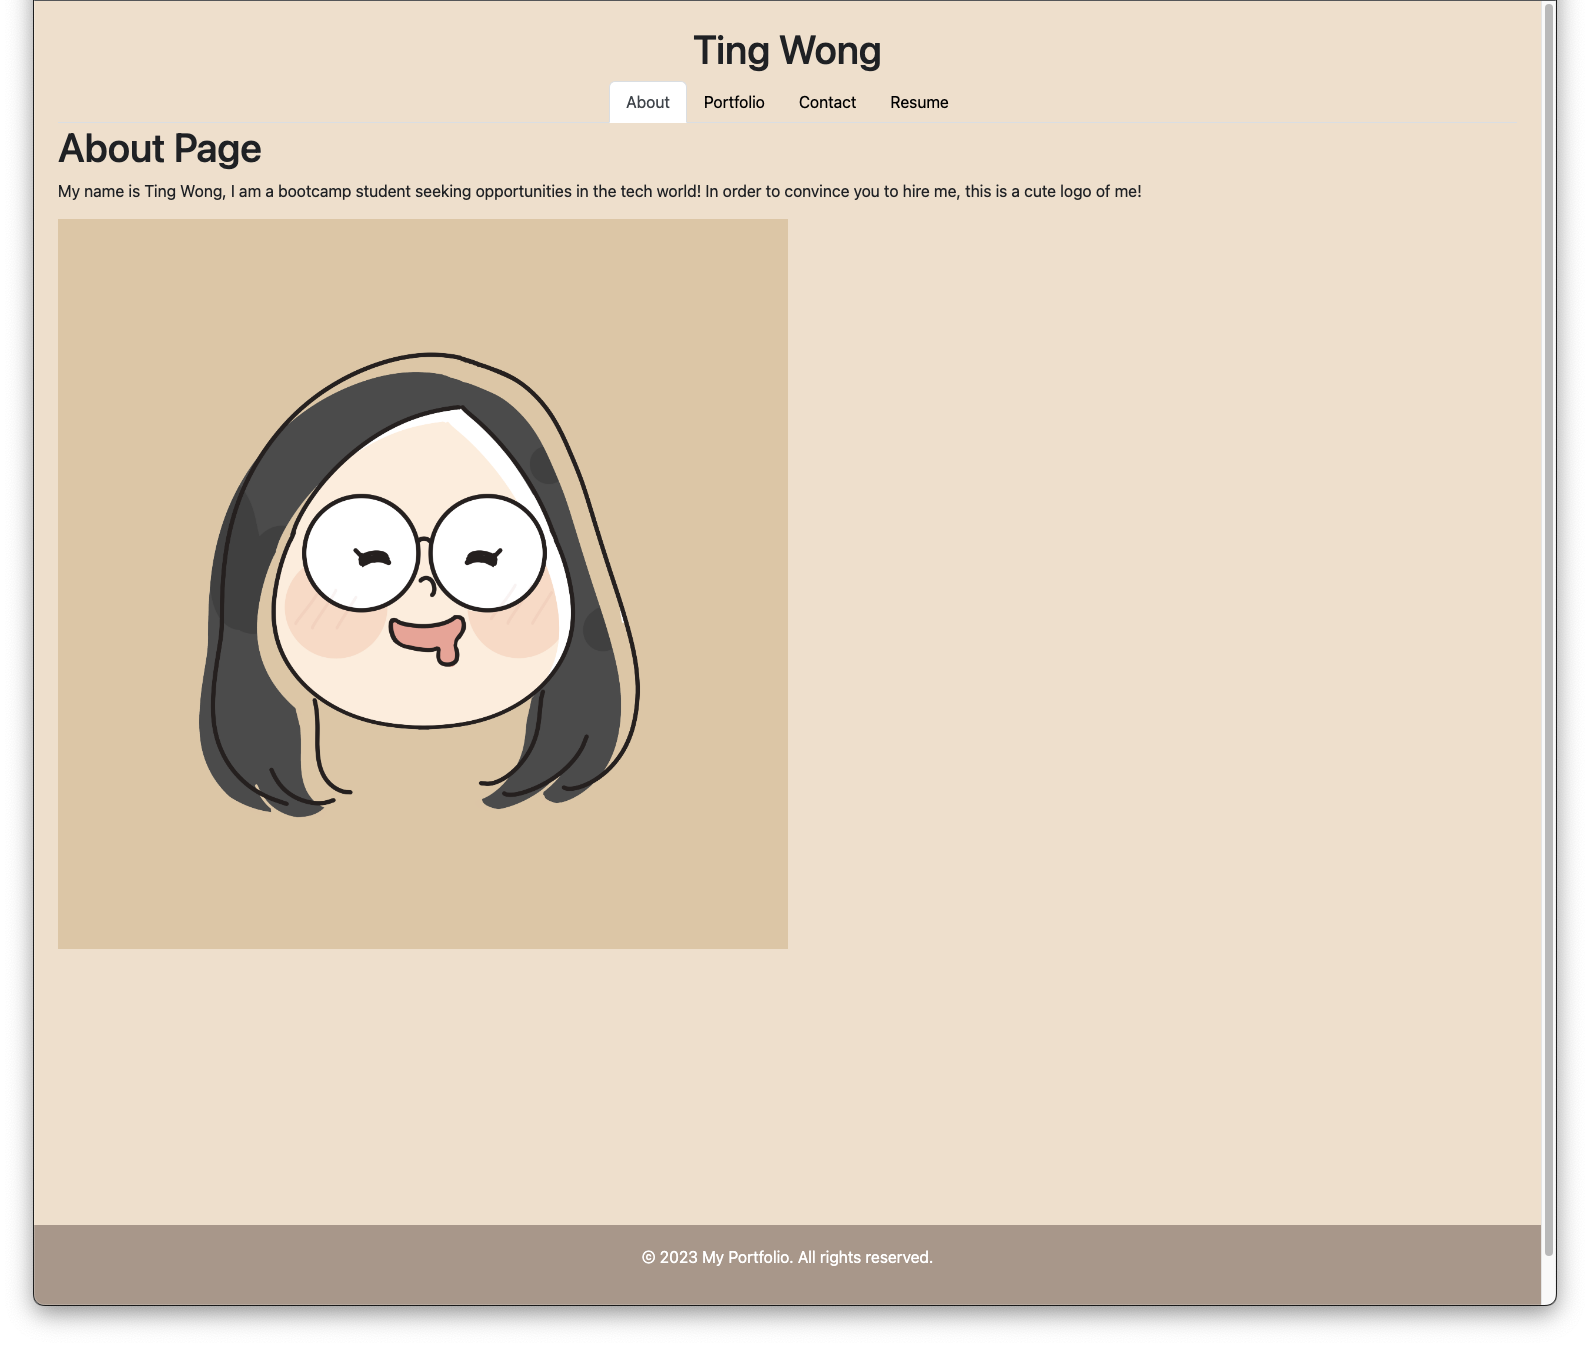 Ting Wong
About Portfolio Contact Resume
About Page
My name is Ting Wong, I am a bootcamp student seeking opportunities in the tech world! In order to convince you to hire me, this is a cute logo of me!
© 2023 My Portfolio. All rights reserved.